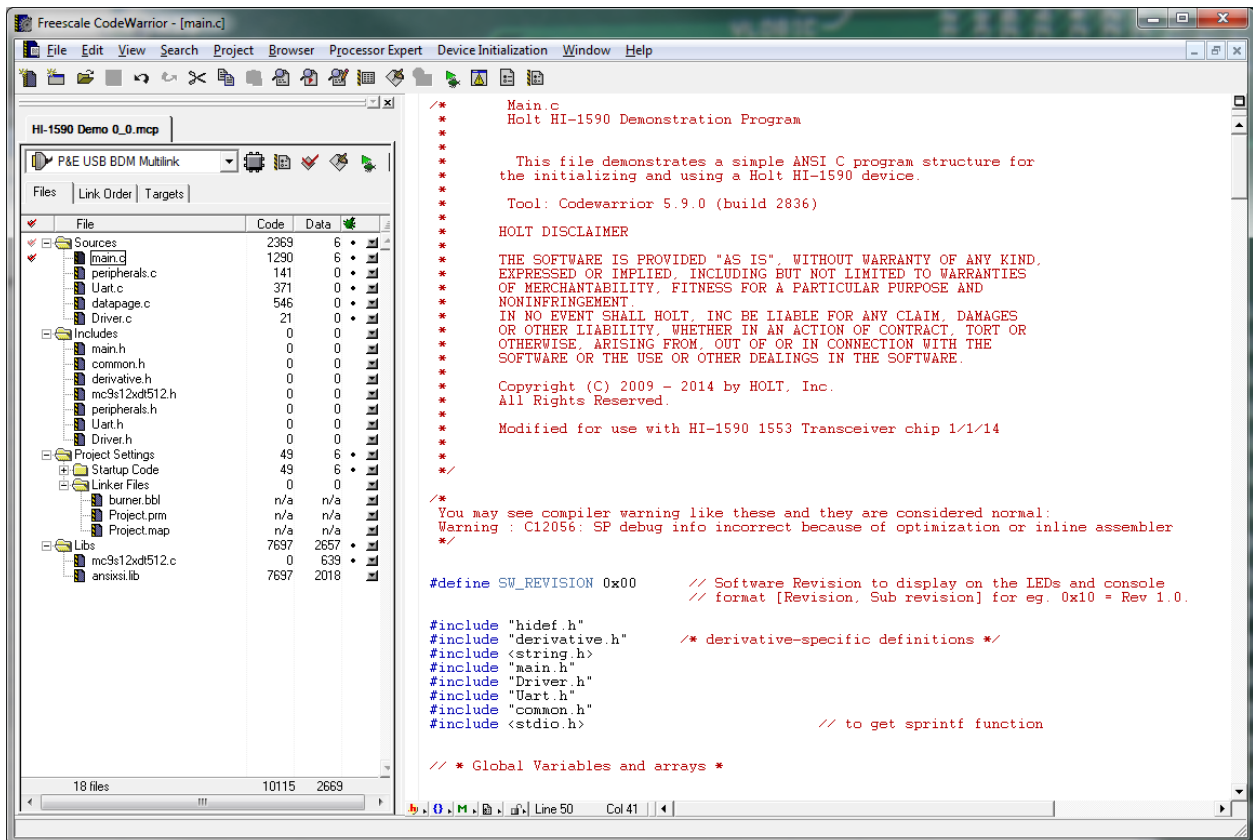 Freescale CodeWarrior - [main.c]
File Edit View Search Project Browser Processor Expert Device Initialization Window Help
HI-1590 Demo 0_0.mcp
P&E USB BDM Multilink
Files Link Order Targets
File Code Data
Sources 2369 6
main.c 1290 6
peripherals.c 141 0
Uart.c 371 0
datapage.c 546 0
Driver.c 21 0
Includes 0 0
main.h 0 0
common.h 0 0
derivative.h 0 0
mc9s12xdt512.h 0 0
peripherals.h 0 0
Uart.h 0 0
Driver.h 0 0
Project Settings 49 6
Startup Code 49 6
Linker Files 0 0
burner.bbl n/a n/a
Project.prm n/a n/a
Project.map n/a n/a
Libs 7697 2657
mc9s12xdt512.c 0 639
ansixsi.lib 7697 2018
18 files 10115 2669
/* Main.c
* Holt HI-1590 Demonstration Program
*
*
* This file demonstrates a simple ANSI C program structure for
* the initializing and using a Holt HI-1590 device.
*
* Tool: Codewarrior 5.9.0 (build 2836)
*
* HOLT DISCLAIMER
*
* THE SOFTWARE IS PROVIDED "AS IS", WITHOUT WARRANTY OF ANY KIND,
* EXPRESSED OR IMPLIED, INCLUDING BUT NOT LIMITED TO WARRANTIES
* OF MERCHANTABILITY, FITNESS FOR A PARTICULAR PURPOSE AND
* NONINFRINGEMENT.
* IN NO EVENT SHALL HOLT, INC BE LIABLE FOR ANY CLAIM, DAMAGES
* OR OTHER LIABILITY, WHETHER IN AN ACTION OF CONTRACT, TORT OR
* OTHERWISE, ARISING FROM, OUT OF OR IN CONNECTION WITH THE
* SOFTWARE OR THE USE OR OTHER DEALINGS IN THE SOFTWARE.
*
* Copyright (C) 2009 - 2014 by HOLT, Inc.
* All Rights Reserved.
*
* Modified for use with HI-1590 1553 Transceiver chip 1/1/14
*
*
*/
/*
You may see compiler warning like these and they are considered normal:
Warning : C12056: SP debug info incorrect because of optimization or inline assembler
*/
#define SW_REVISION 0x00 // Software Revision to display on the LEDs and console
// format [Revision, Sub revision] for eg. 0x10 = Rev 1.0.
#include "hidef.h"
#include "derivative.h" /* derivative-specific definitions */
#include <string.h>
#include "main.h"
#include "Driver.h"
#include "Uart.h"
#include "common.h"
#include <stdio.h> // to get sprintf function
// * Global Variables and arrays *
Line 50 Col 41